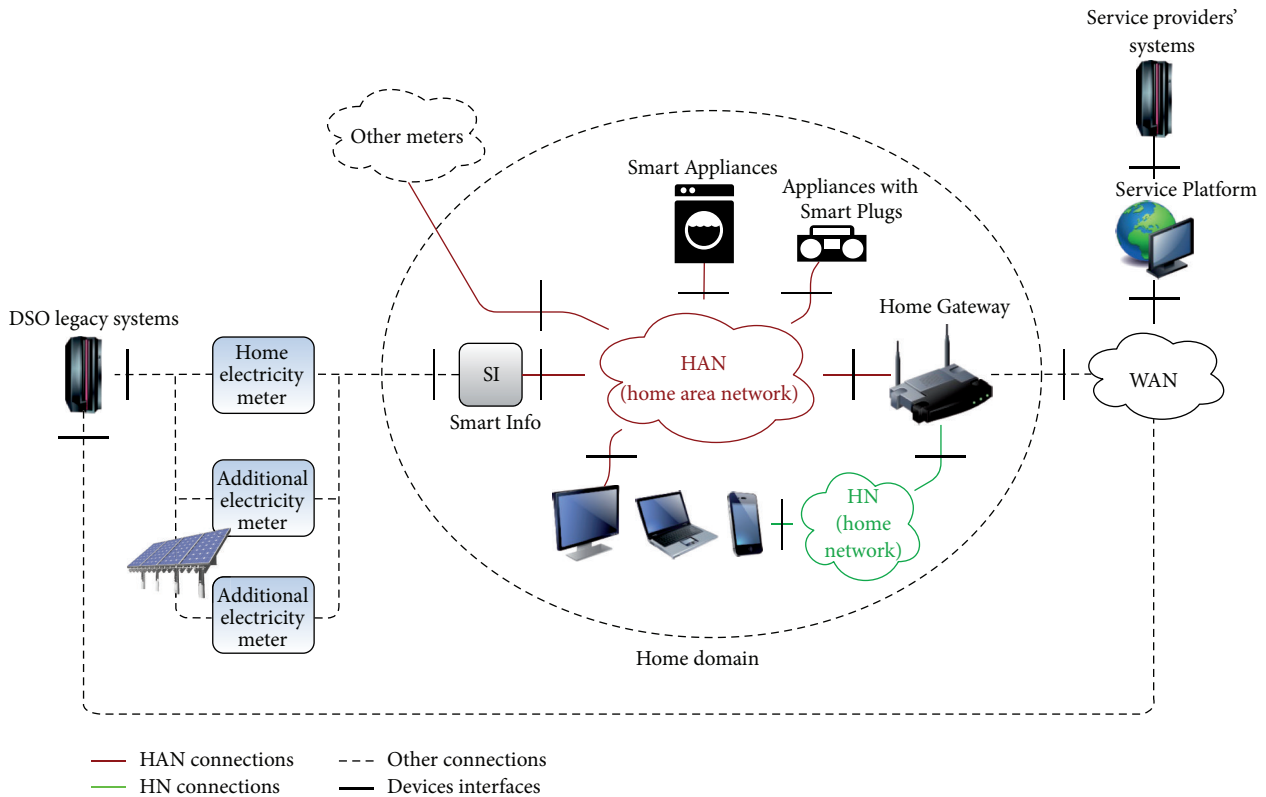 Service providers'
systems
Other meters
Smart Appliances
Appliances with
Smart Plugs
Service Platform
DSO legacy systems
Home Gateway
Home
electricity
meter
SI
Smart Info
HAN
(home area network)
WAN
Additional
electricity
meter
HN
(home
network)
Additional
electricity
meter
Home domain
HAN connections
HN connections
Other connections
Devices interfaces